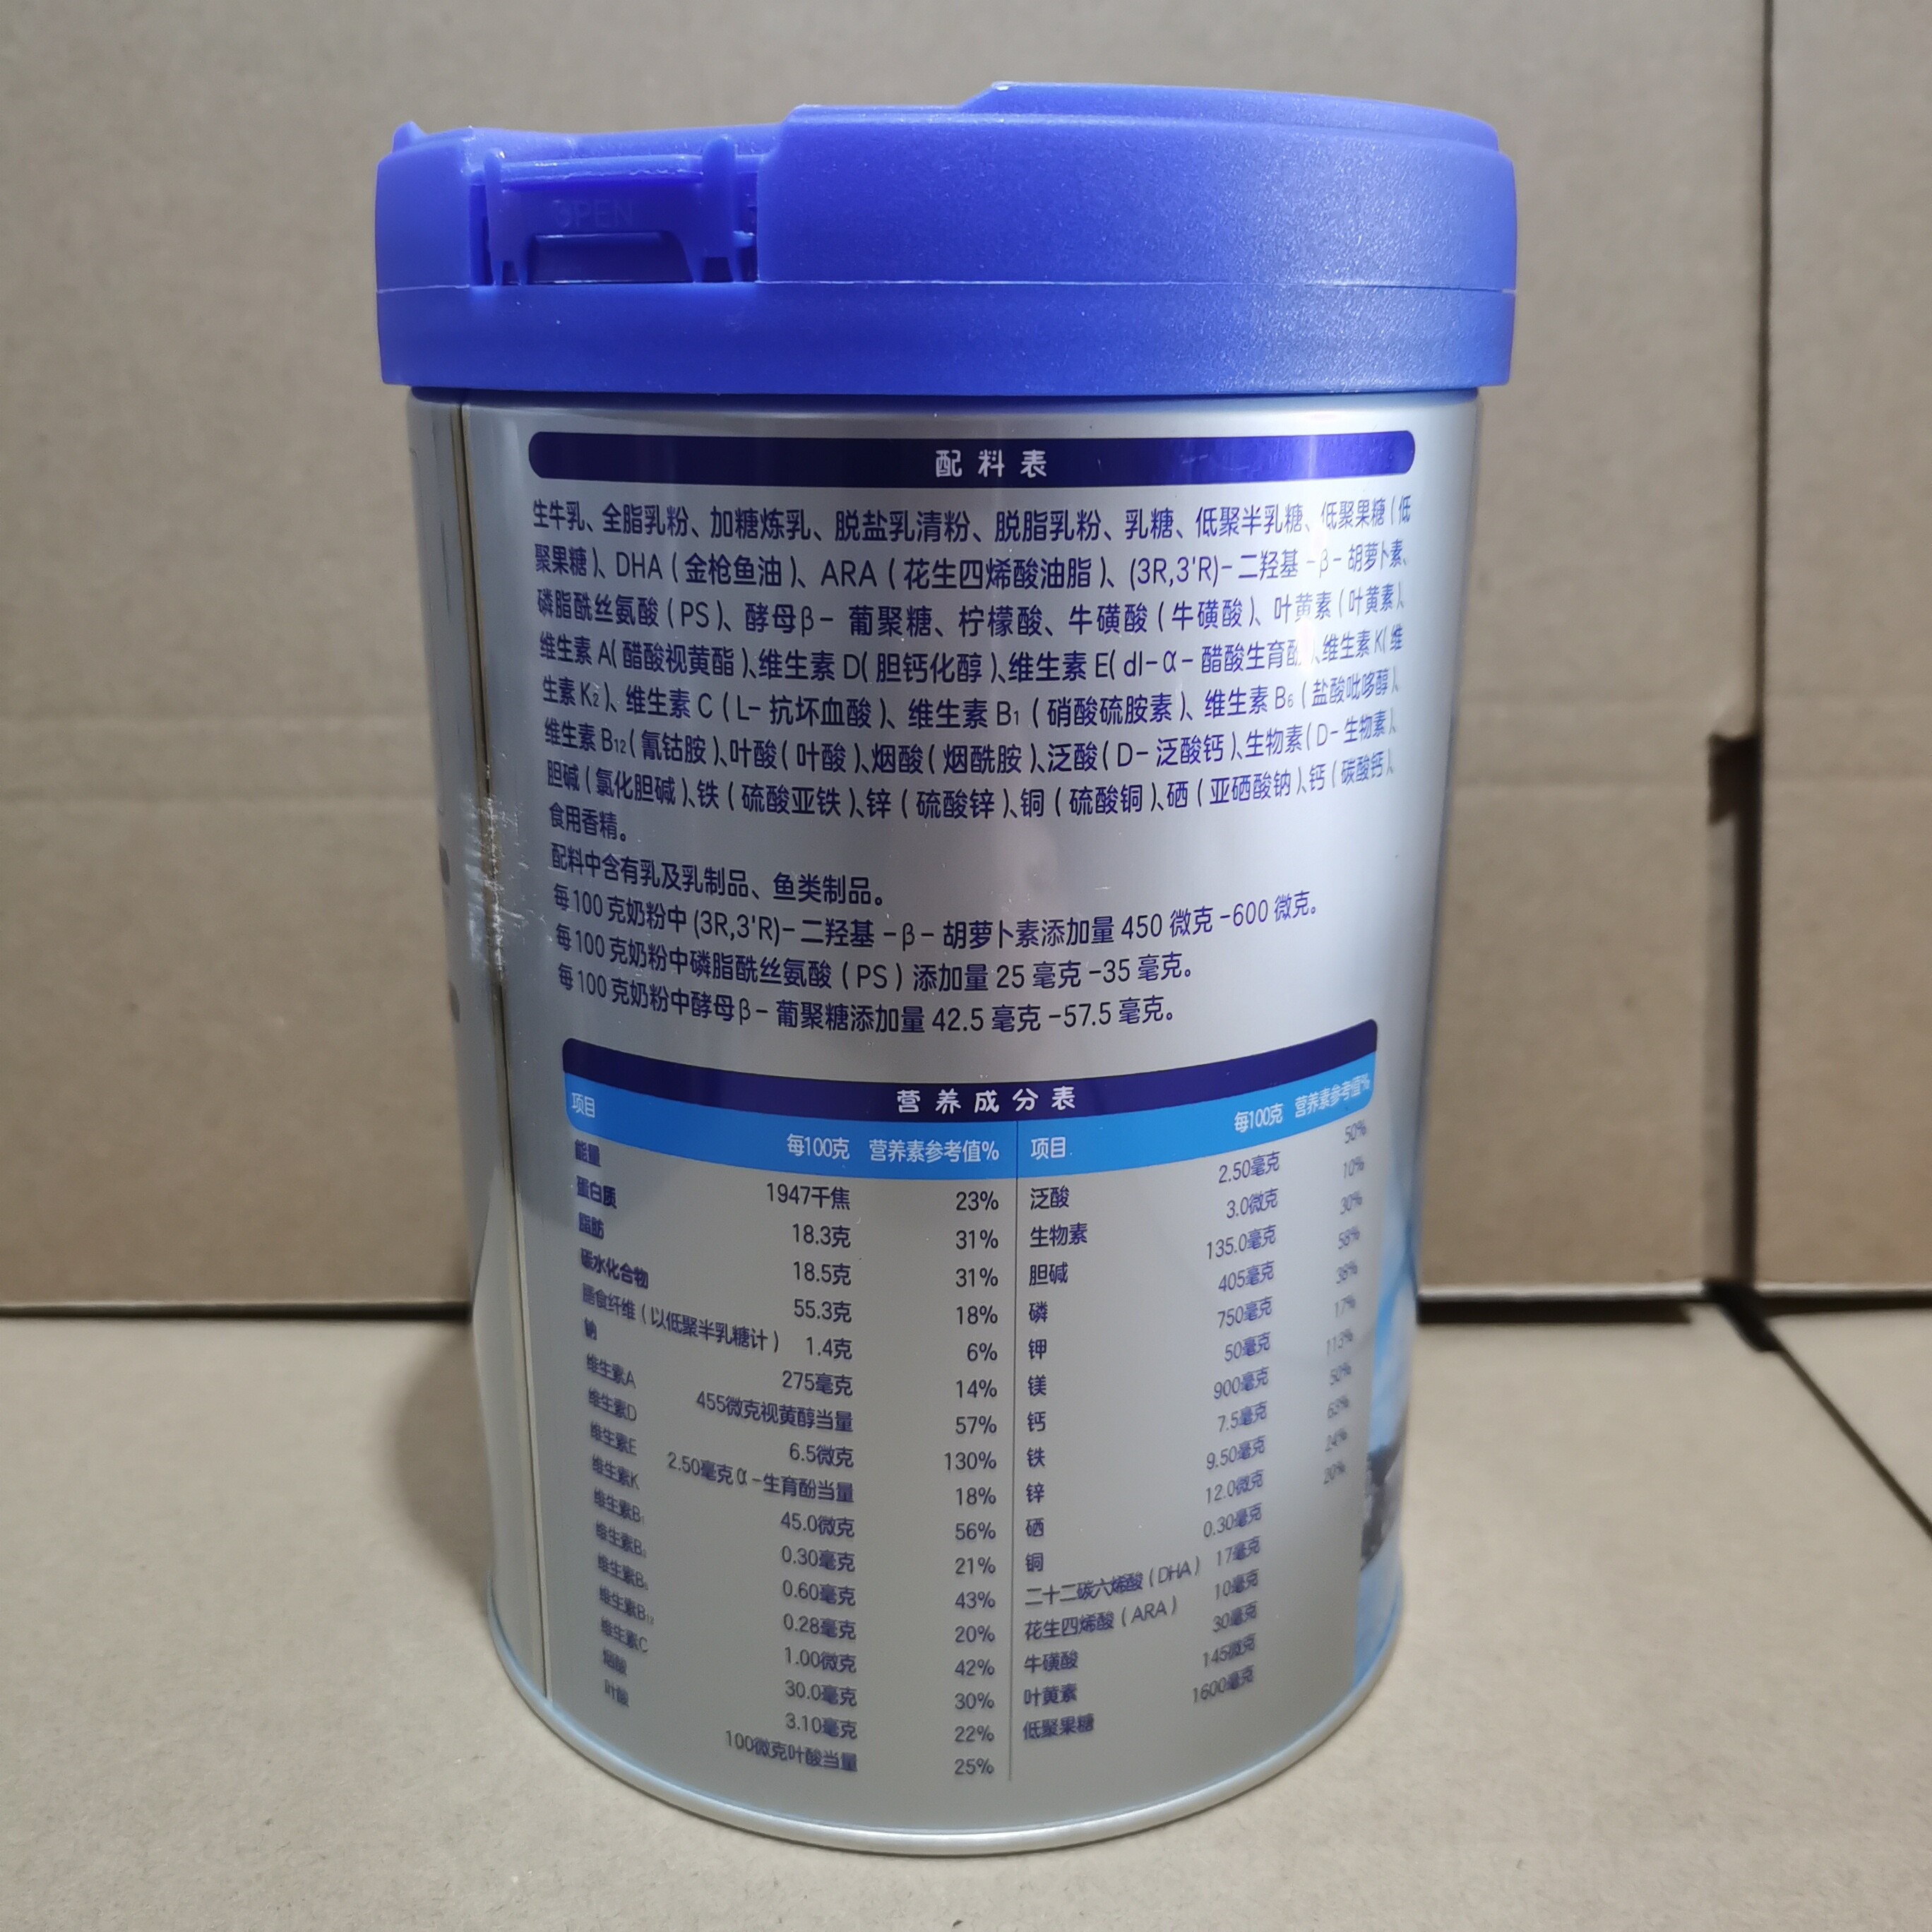 OPEN
配料表
生牛乳、全脂乳粉、加糖炼乳、脱盐乳清粉、脱脂乳粉、乳糖、低聚半乳糖、低聚果糖(低
聚果糖)、DHA(金枪鱼油)、ARA(花生四烯酸油脂)、(3R,3'R)-二羟基-β-胡萝卜素、
磷脂酰丝氨酸(PS)、酵母β-葡聚糖、柠檬酸、牛磺酸(牛磺酸)、叶黄素(叶黄素)、
维生素A(醋酸视黄酯)、维生素D(胆钙化醇)、维生素E(dl-α-醋酸生育酚)、维生素K(维
生素K₂)、维生素C(L-抗坏血酸)、维生素B₁(硝酸硫胺素)、维生素B₆(盐酸吡哆醇)、
维生素B₁₂(氰钴胺)、叶酸(叶酸)、烟酸(烟酰胺)、泛酸(D-泛酸钙)、生物素(D-生物素)、
胆碱(氯化胆碱)、铁(硫酸亚铁)、锌(硫酸锌)、铜(硫酸铜)、硒(亚硒酸钠)、钙(碳酸钙)、
食用香精。
配料中含有乳及乳制品、鱼类制品。
每100克奶粉中(3R,3'R)-二羟基-β-胡萝卜素添加量450微克-600微克。
每100克奶粉中磷脂酰丝氨酸(PS)添加量25毫克-35毫克。
每100克奶粉中酵母β-葡聚糖添加量42.5毫克-57.5毫克。
营养成分表
项目 每100克 营养素参考值%
能量 1947千焦 23%
蛋白质 18.3克 31%
脂肪 18.5克 31%
碳水化合物 55.3克 18%
膳食纤维(以低聚半乳糖计) 1.4克 6%
钠 275毫克 14%
维生素A 455微克视黄醇当量 57%
维生素D 6.5微克 130%
维生素E 2.50毫克α-生育酚当量 18%
维生素K 45.0微克 56%
维生素B₁ 0.30毫克 21%
维生素B₂ 0.60毫克 43%
维生素B₆ 0.28毫克 20%
维生素B₁₂ 1.00微克 42%
维生素C 30.0毫克 30%
烟酸 3.10毫克 22%
叶酸 100微克叶酸当量 25%
项目 每100克 营养素参考值%
泛酸 2.50毫克 50%
生物素 3.0微克 10%
胆碱 135.0毫克 30%
磷 405毫克 58%
钾 750毫克 38%
镁 50毫克 17%
钙 900毫克 113%
铁 7.5毫克 50%
锌 9.50毫克 63%
硒 12.0微克 24%
铜 0.30毫克 20%
二十二碳六烯酸(DHA) 17毫克
花生四烯酸(ARA) 10毫克
牛磺酸 30毫克
叶黄素 145微克
低聚果糖 1600毫克